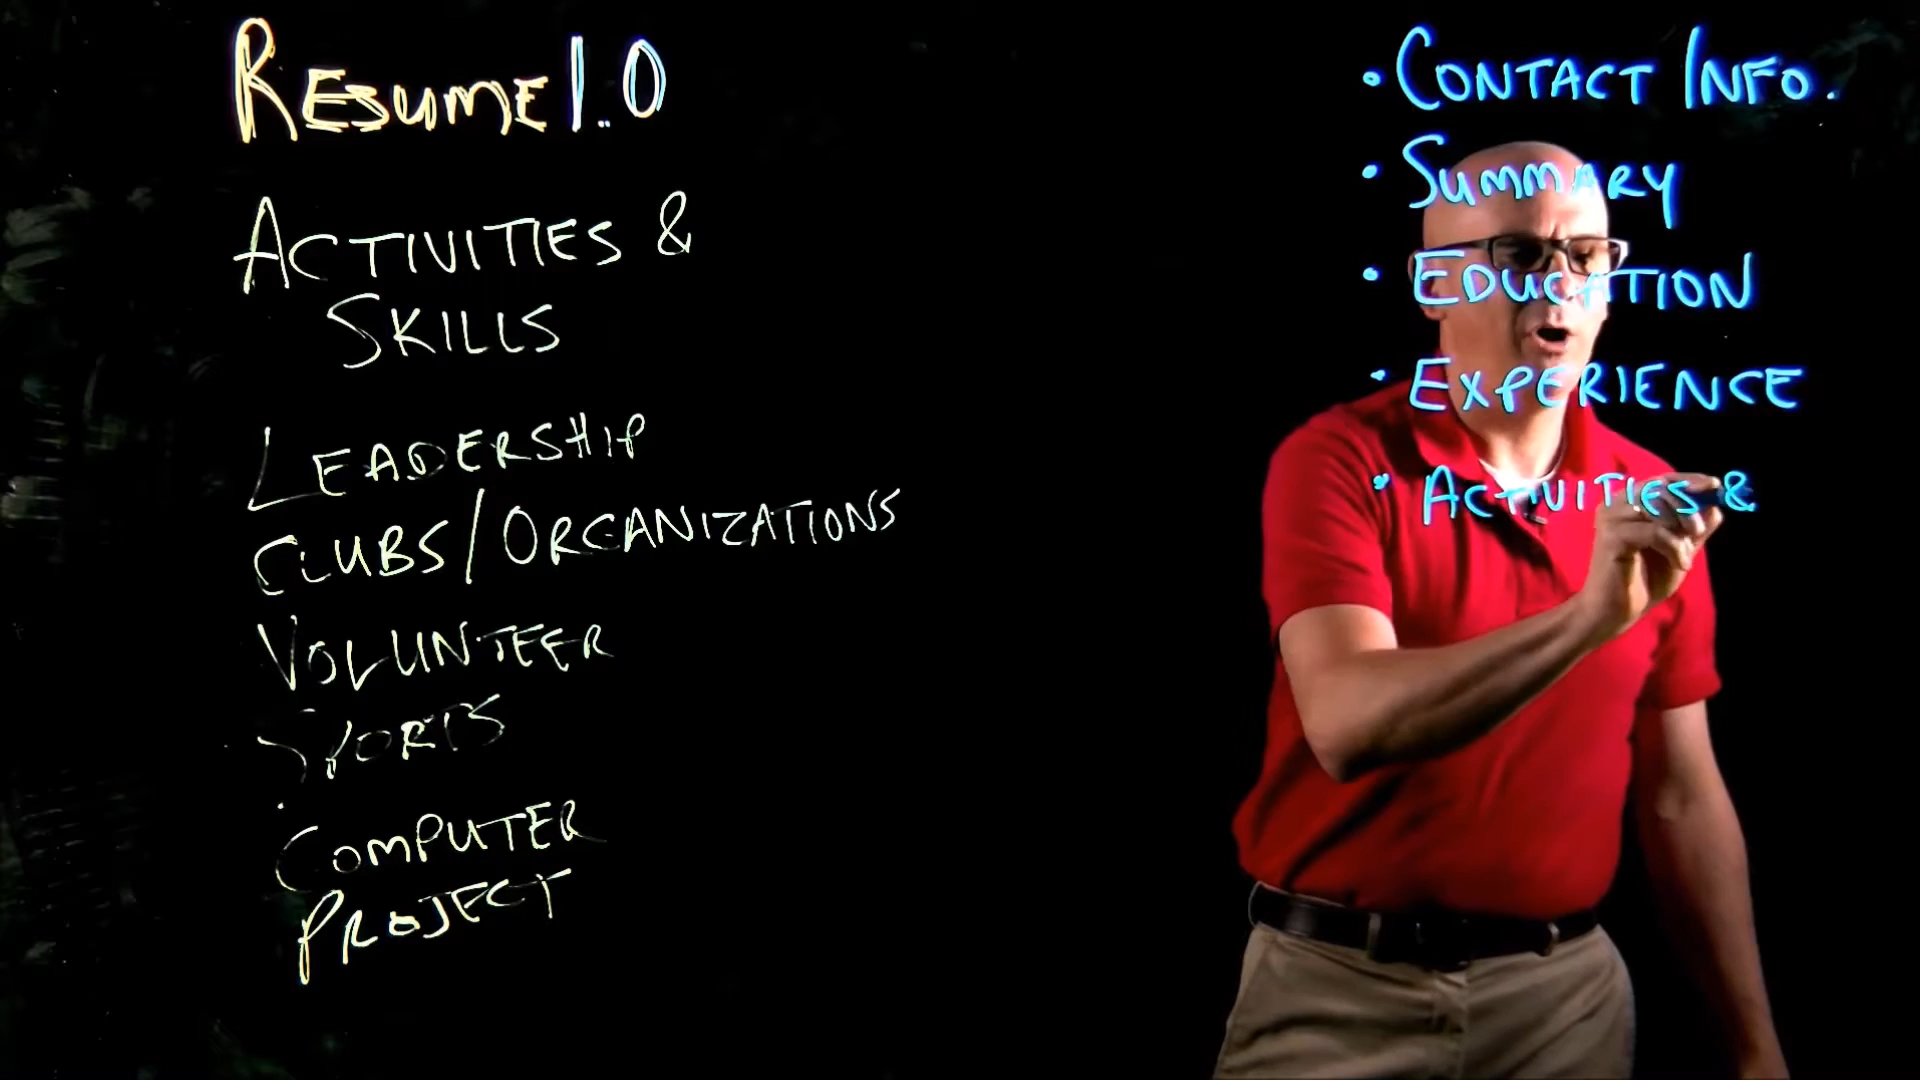 RESUME 1.0
ACTIVITIES &
SKILLS
LEADERSHIP
CLUBS/ORGANIZATIONS
VOLUNTEER
SPORTS
COMPUTER
PROJECT
• CONTACT INFO.
• SUMMARY
• EDUCATION
• EXPERIENCE
• ACTIVITIES &